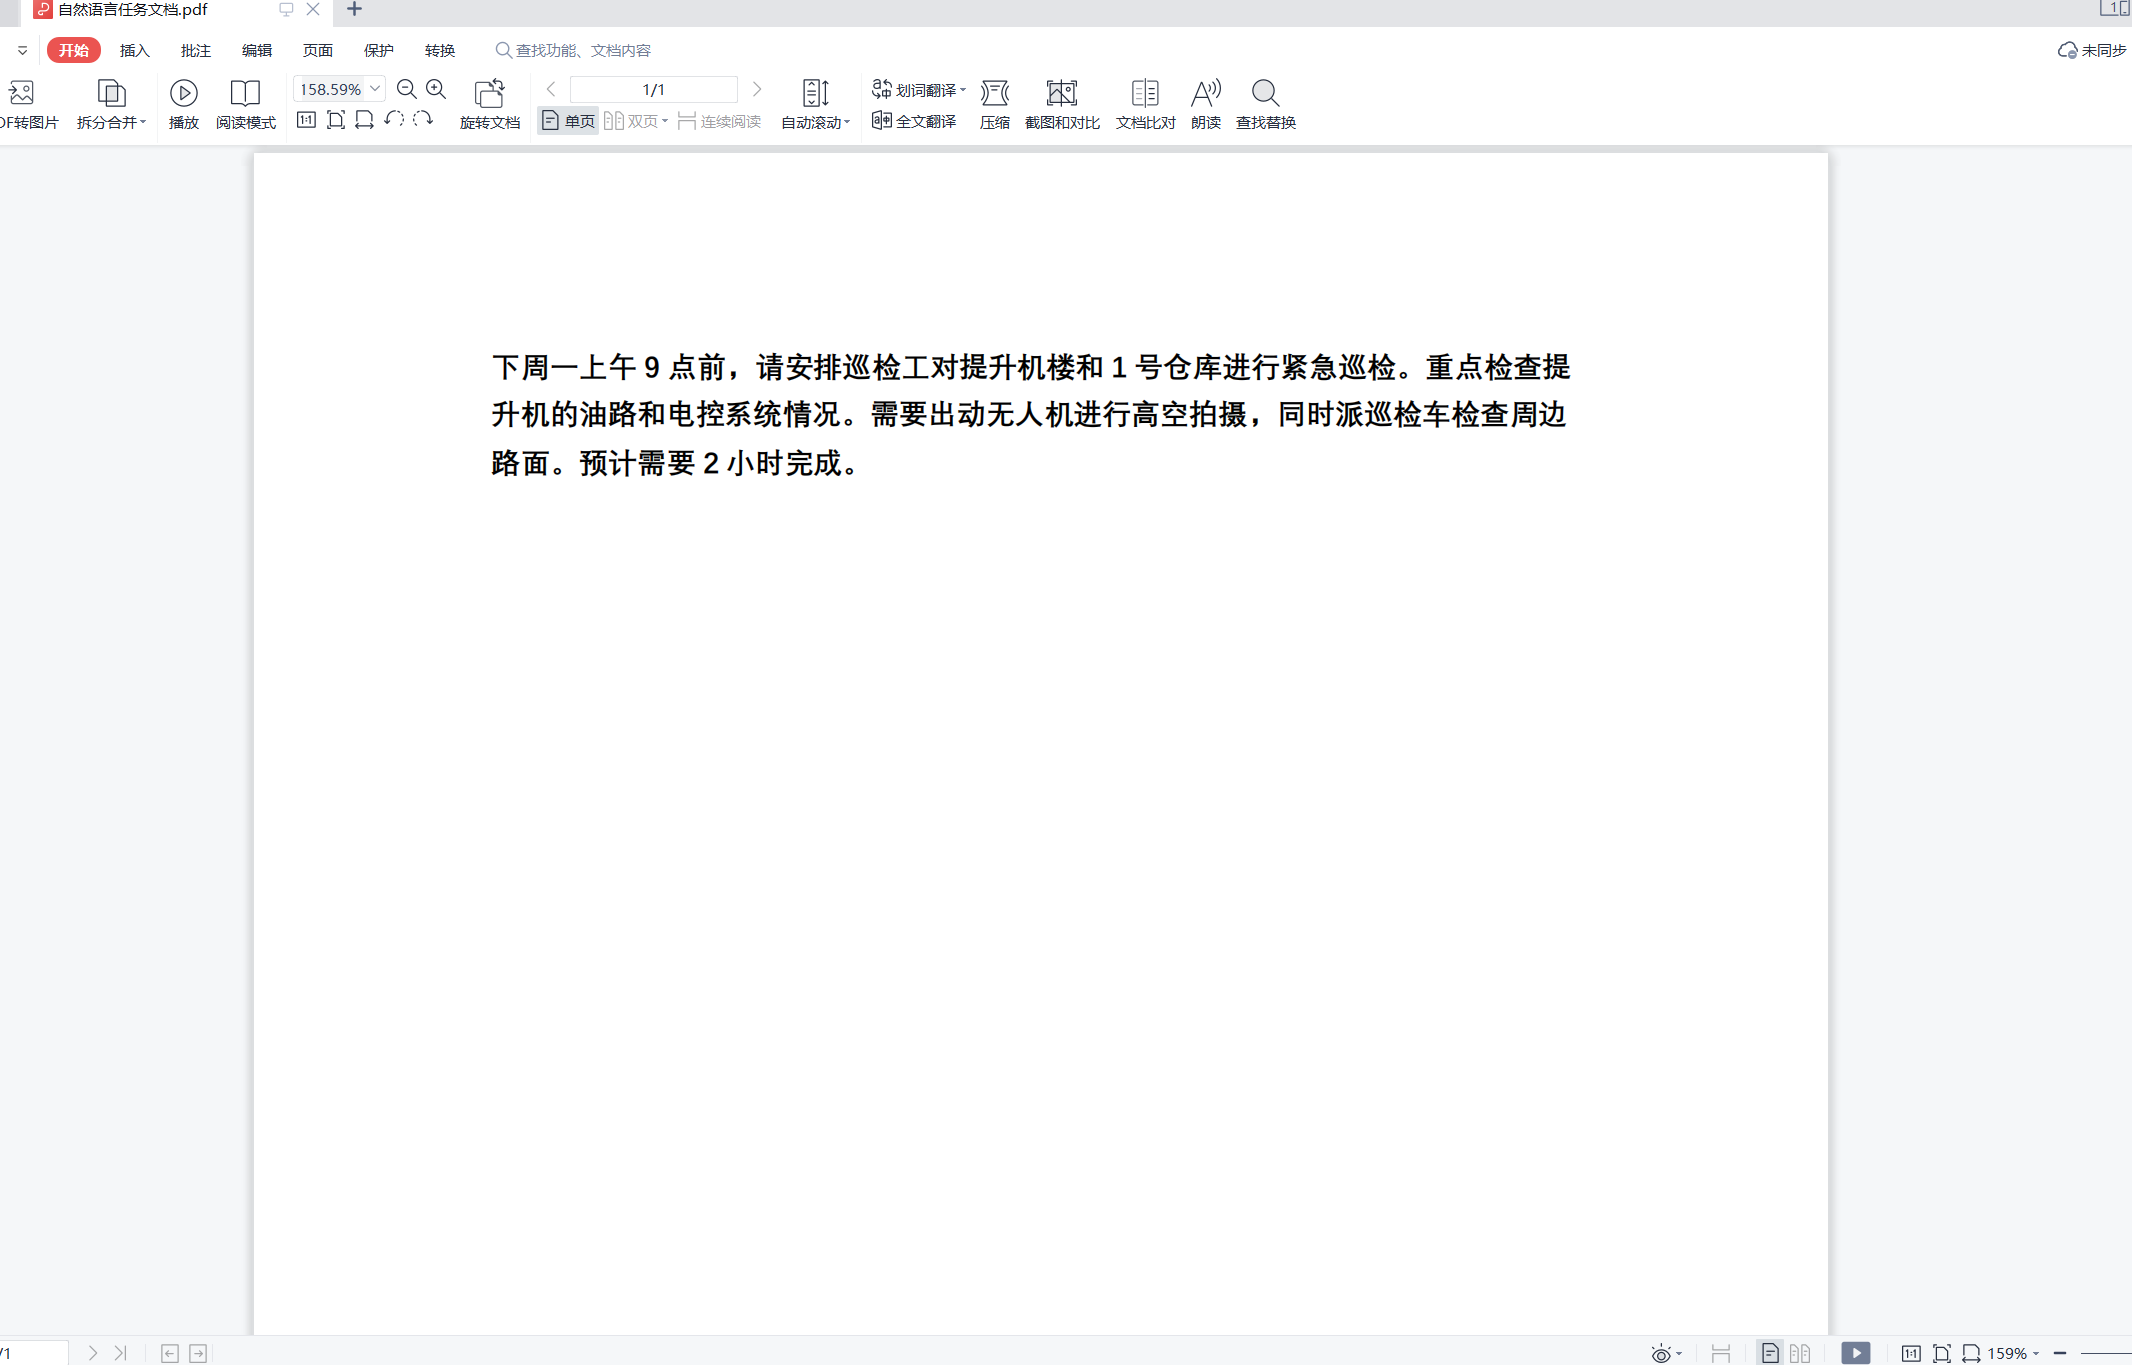 自然语言任务文档.pdf
开始 插入 批注 编辑 页面 保护 转换 查找功能、文档内容 未同步
158.59% 1/1 划词翻译
DF转图片 拆分合并 播放 阅读模式 1:1 旋转文档 单页 双页 连续阅读 自动滚动 全文翻译 压缩 截图和对比 文档比对 朗读 查找替换
下周一上午 9 点前，请安排巡检工对提升机楼和 1 号仓库进行紧急巡检。重点检查提
升机的油路和电控系统情况。需要出动无人机进行高空拍摄，同时派巡检车检查周边
路面。预计需要 2 小时完成。
/1 1:1 159%